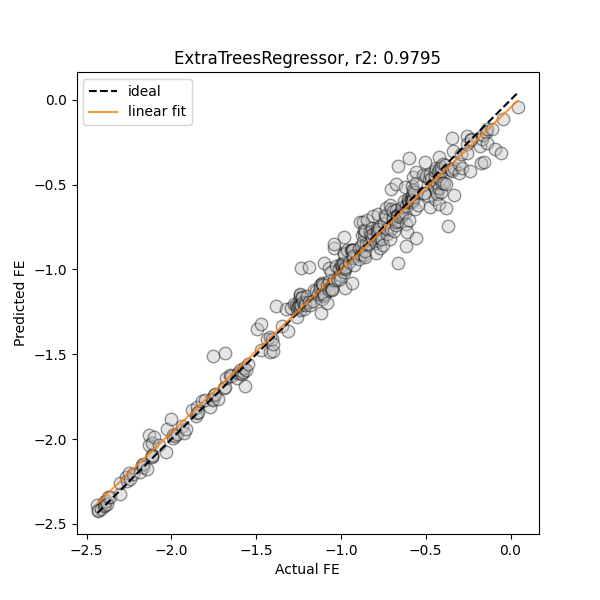 ExtraTreesRegressor, r2: 0.9795
ideal
linear fit
0.0
−0.5
−1.0
−1.5
−2.0
−2.5
Predicted FE
−2.5 −2.0 −1.5 −1.0 −0.5 0.0
Actual FE